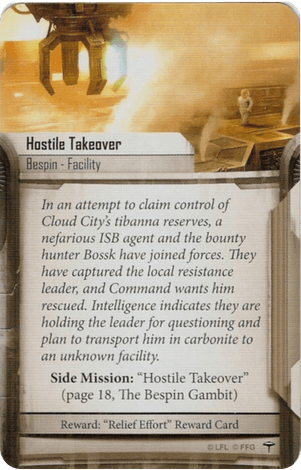 Hostile Takeover
Bespin - Facility
In an attempt to claim control of
Cloud City's tibanna reserves, a
nefarious ISB agent and the bounty
hunter Bossk have joined forces. They
have captured the local resistance
leader, and Command wants him
rescued. Intelligence indicates they are
holding the leader for questioning and
plan to transport him in carbonite to
an unknown facility.
Side Mission: "Hostile Takeover"
(page 18, The Bespin Gambit)
Reward: "Relief Effort" Reward Card
© LFL © FFG